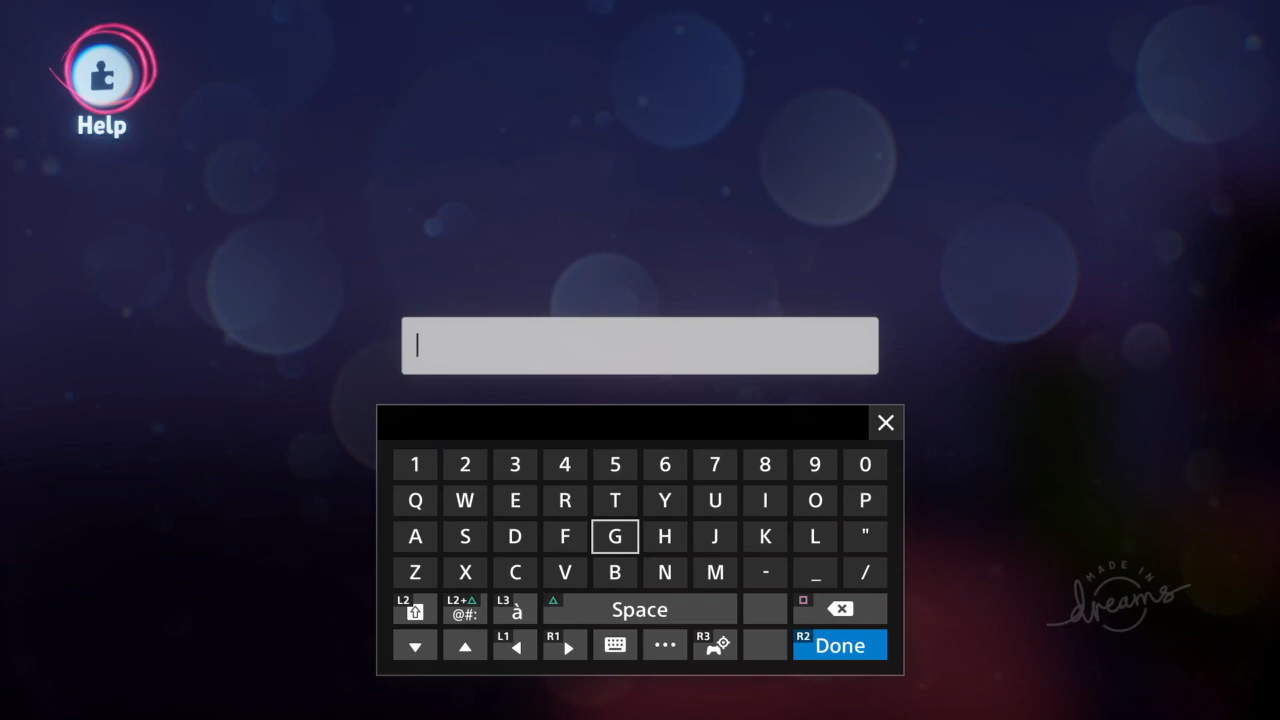 Help
1 2 3 4 5 6 7 8 9 0
Q W E R T Y U I O P
A S D F G H J K L "
Z X C V B N M - _ /
L2 L2+△ @#: L3 à △ Space □
L1 R1 ... R3 R2 Done
MADE IN
dreams